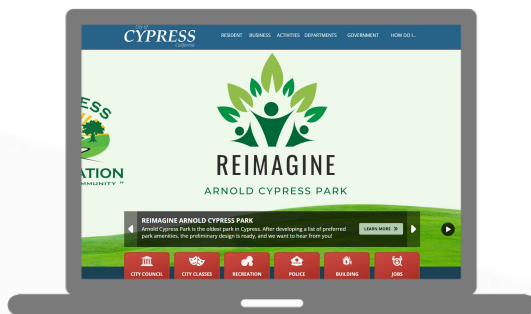 City of
CYPRESS
California
RESIDENT BUSINESS ACTIVITIES DEPARTMENTS GOVERNMENT HOW DO I...
ESS
ATION
MMUNITY "
REIMAGINE
ARNOLD CYPRESS PARK
REIMAGINE ARNOLD CYPRESS PARK
Arnold Cypress Park is the oldest park in Cypress. After developing a list of preferred
park amenities, the preliminary design is ready, and we want to hear from you!
LEARN MORE »
CITY COUNCIL CITY CLASSES RECREATION POLICE BUILDING JOBS